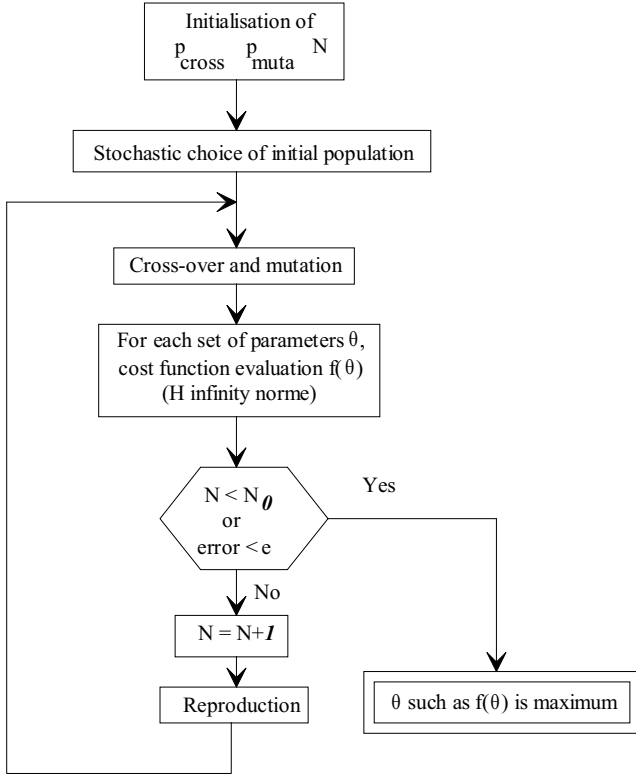 Initialisation of
p cross p muta N
Stochastic choice of initial population
Cross-over and mutation
For each set of parameters θ,
cost function evaluation f(θ)
(H infinity norme)
N < N0
or
error < e
Yes
No
N = N+1
Reproduction
θ such as f(θ) is maximum